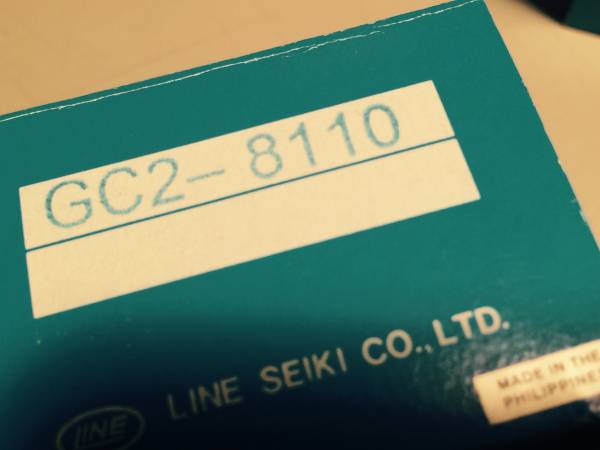 GC2- 8110
LINE SEIKI CO., LTD.
LINE
MADE IN THE
PHILIPPINES